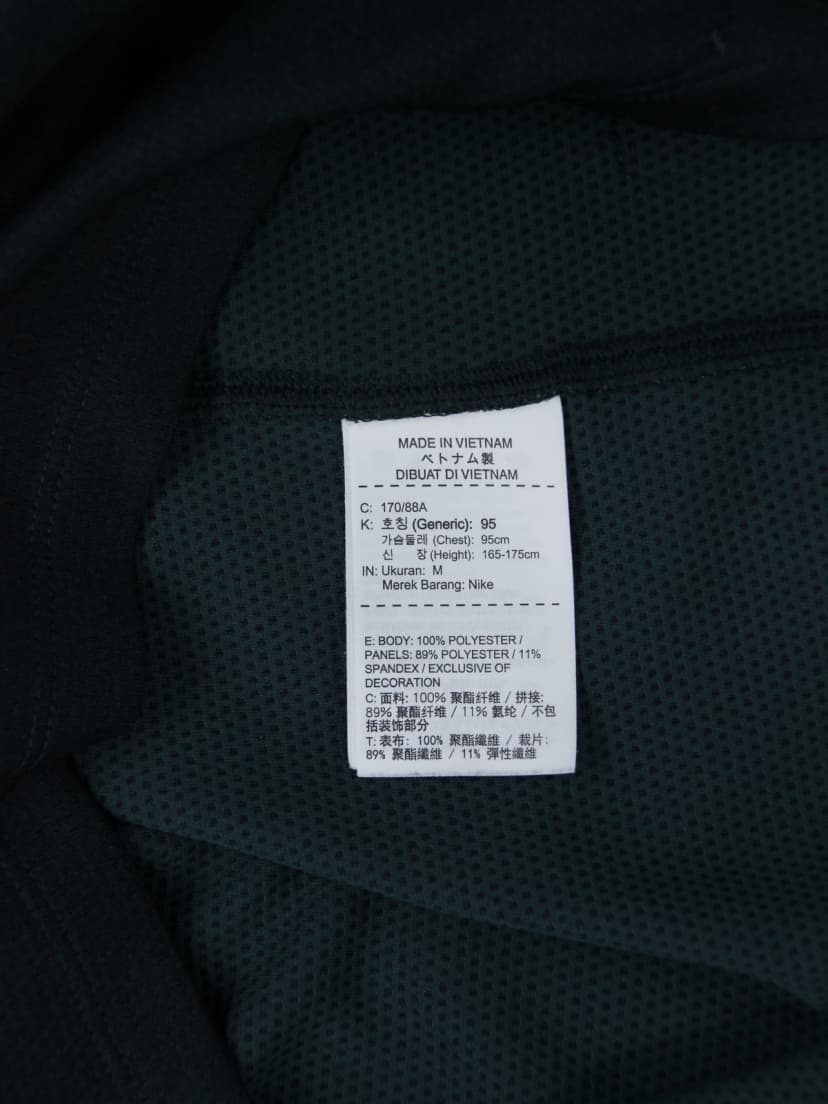 MADE IN VIETNAM
ベトナム製
DIBUAT DI VIETNAM
C: 170/88A
K: 호칭 (Generic): 95
가슴둘레 (Chest): 95cm
신 장 (Height): 165-175cm
IN: Ukuran: M
Merek Barang: Nike
E: BODY: 100% POLYESTER /
PANELS: 89% POLYESTER / 11%
SPANDEX / EXCLUSIVE OF
DECORATION
C: 面料: 100% 聚酯纤维 / 拼接:
89% 聚酯纤维 / 11% 氨纶 / 不包
括装饰部分
T: 表布: 100% 聚酯纖維 / 裁片:
89% 聚酯纖維 / 11% 彈性纖維